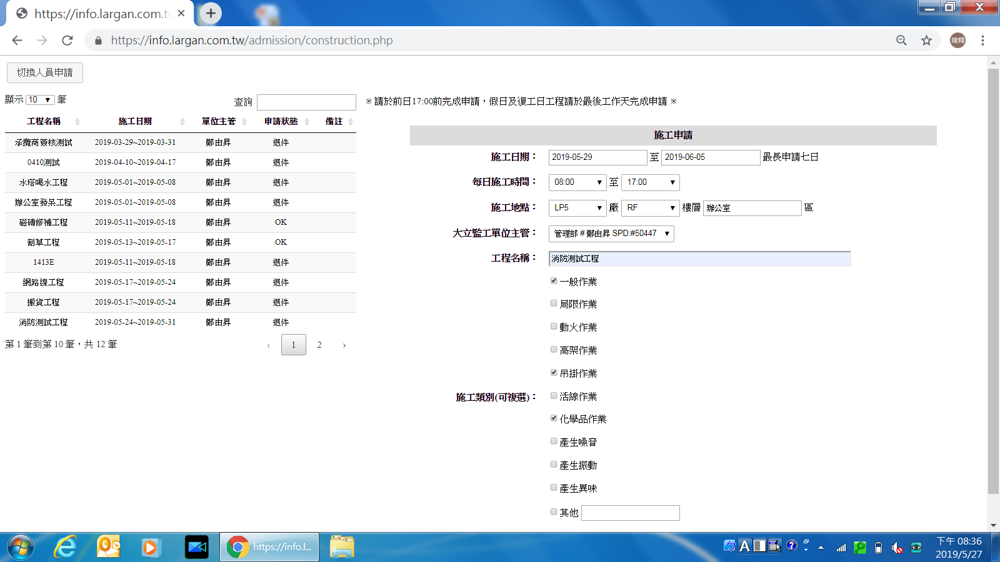 https://info.largan.com.tw
https://info.largan.com.tw/admission/construction.php
竣翔
切換人員申請
顯示 10 筆
查詢
※ 請於前日17:00前完成申請，假日及復工日工程請於最後工作天完成申請 ※
工程名稱 施工日期 單位主管 申請狀態 備註
承攬商簽核測試 2019-03-29~2019-03-31 鄭由昇 退件
0410測試 2019-04-10~2019-04-17 鄭由昇 退件
水塔喝水工程 2019-05-01~2019-05-08 鄭由昇 退件
辦公室發呆工程 2019-05-01~2019-05-08 鄭由昇 退件
磁磚修補工程 2019-05-11~2019-05-18 鄭由昇 OK
割草工程 2019-05-13~2019-05-17 鄭由昇 OK
1413E 2019-05-11~2019-05-18 鄭由昇 退件
網路線工程 2019-05-17~2019-05-24 鄭由昇 退件
搬貨工程 2019-05-17~2019-05-24 鄭由昇 退件
消防測試工程 2019-05-24~2019-05-31 鄭由昇 退件
第 1 筆到第 10 筆，共 12 筆
‹ 1 2 ›
施工申請
施工日期： 2019-05-29 至 2019-06-05 最長申請七日
每日施工時間： 08:00 至 17:00
施工地點： LP5 廠 RF 樓層 辦公室 區
大立監工單位主管： 管理部 # 鄭由昇 SPD:#50447
工程名稱： 消防測試工程
施工類別(可複選)：
一般作業
局限作業
動火作業
高架作業
吊掛作業
活線作業
化學品作業
產生噪音
產生振動
產生異味
其他
https://info.l...
A
下午 08:36
2019/5/27